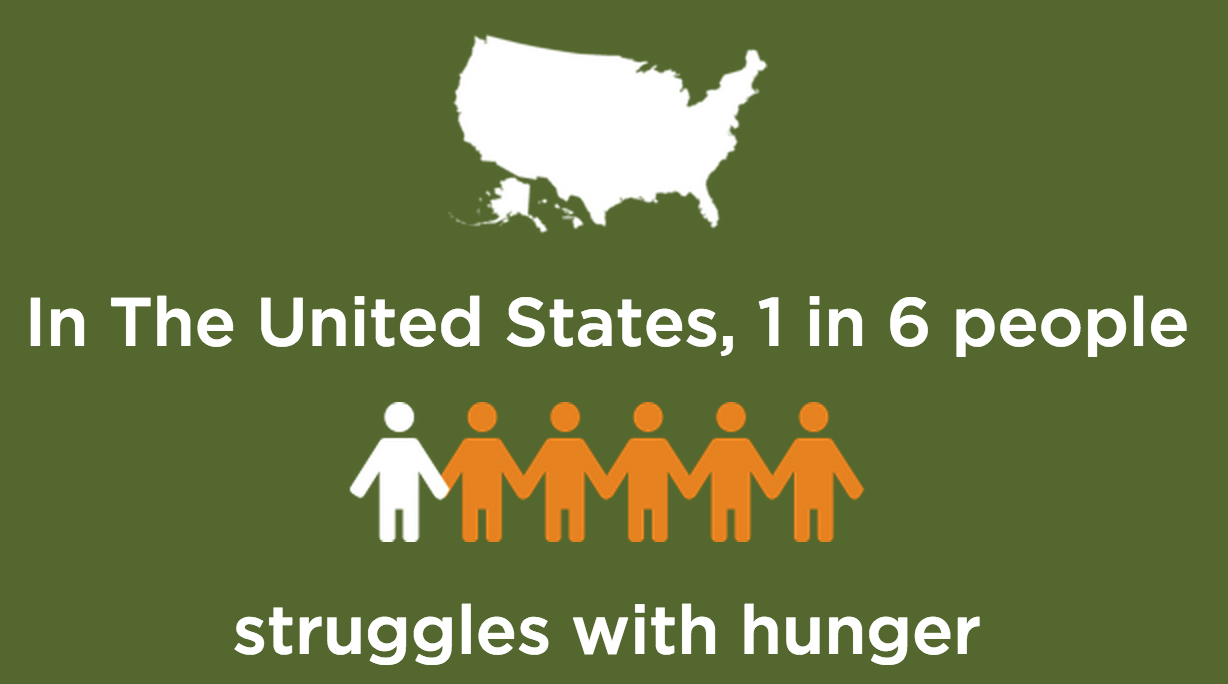 In The United States, 1 in 6 people
struggles with hunger